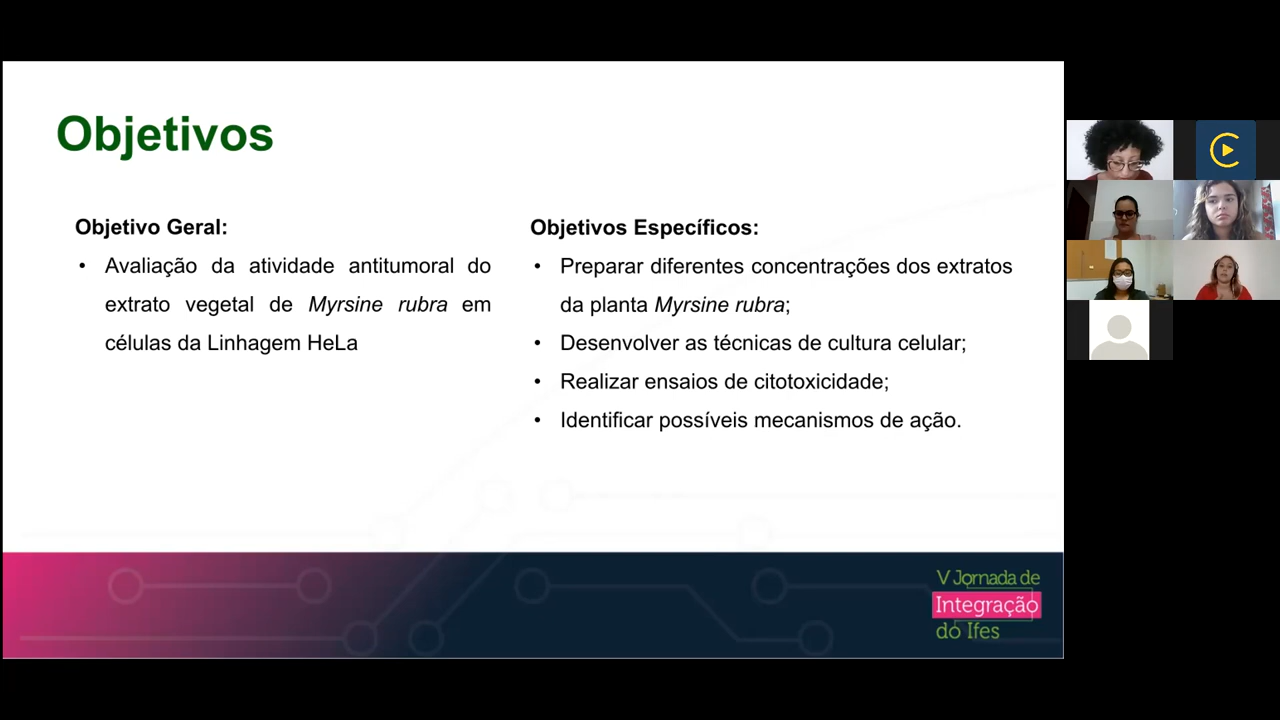 Objetivos
Objetivo Geral:
• Avaliação da atividade antitumoral do
extrato vegetal de Myrsine rubra em
células da Linhagem HeLa
Objetivos Específicos:
• Preparar diferentes concentrações dos extratos
da planta Myrsine rubra;
• Desenvolver as técnicas de cultura celular;
• Realizar ensaios de citotoxicidade;
• Identificar possíveis mecanismos de ação.
V Jornada de
Integração
do Ifes